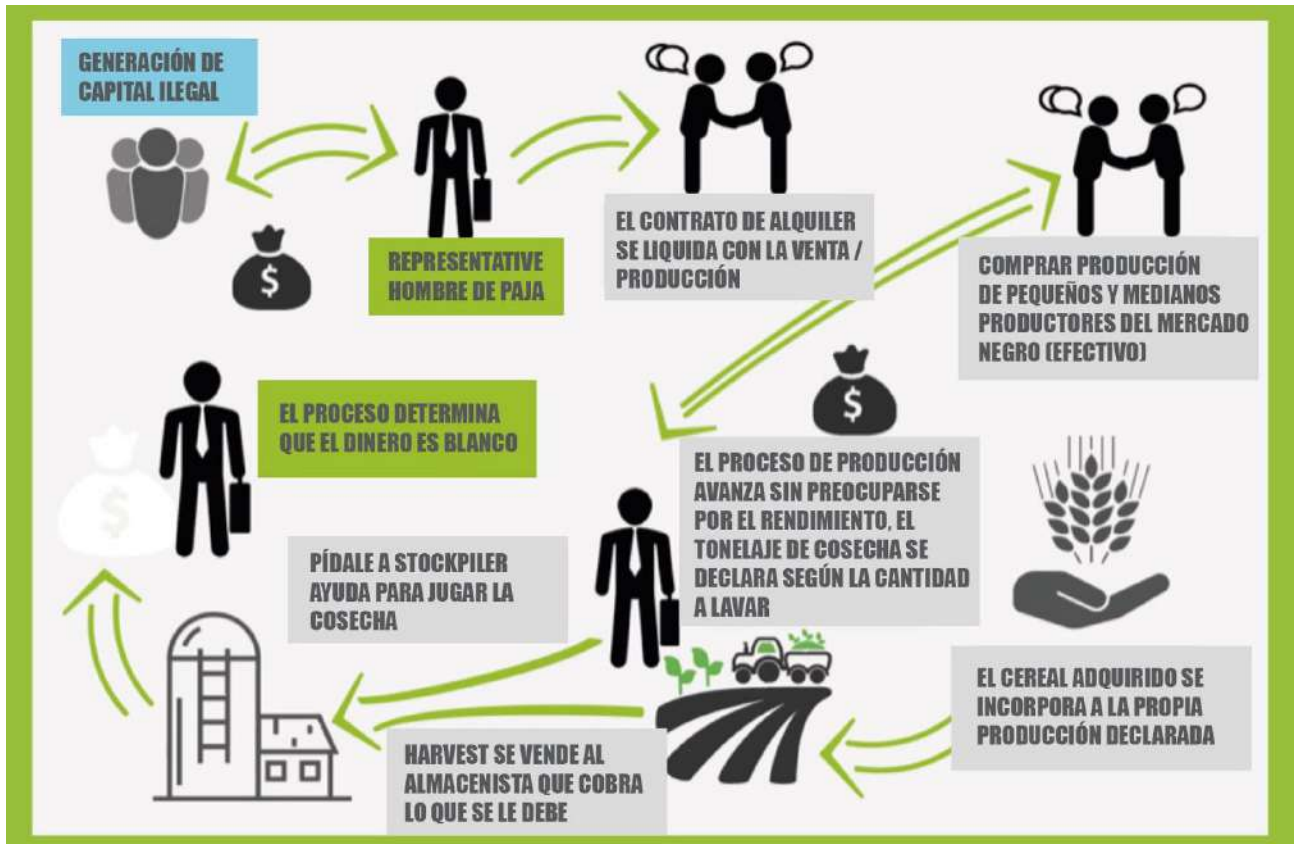 GENERACIÓN DE
CAPITAL ILEGAL
REPRESENTATIVE
HOMBRE DE PAJA
EL CONTRATO DE ALQUILER
SE LIQUIDA CON LA VENTA /
PRODUCCIÓN
COMPRAR PRODUCCIÓN
DE PEQUEÑOS Y MEDIANOS
PRODUCTORES DEL MERCADO
NEGRO (EFECTIVO)
$
$
EL PROCESO DETERMINA
QUE EL DINERO ES BLANCO
$
EL PROCESO DE PRODUCCIÓN
AVANZA SIN PREOCUPARSE
POR EL RENDIMIENTO, EL
TONELAJE DE COSECHA SE
DECLARA SEGÚN LA CANTIDAD
A LAVAR
PÍDALE A STOCKPILER
AYUDA PARA JUGAR LA
COSECHA
EL CEREAL ADQUIRIDO SE
INCORPORA A LA PROPIA
PRODUCCIÓN DECLARADA
HARVEST SE VENDE AL
ALMACENISTA QUE COBRA
LO QUE SE LE DEBE